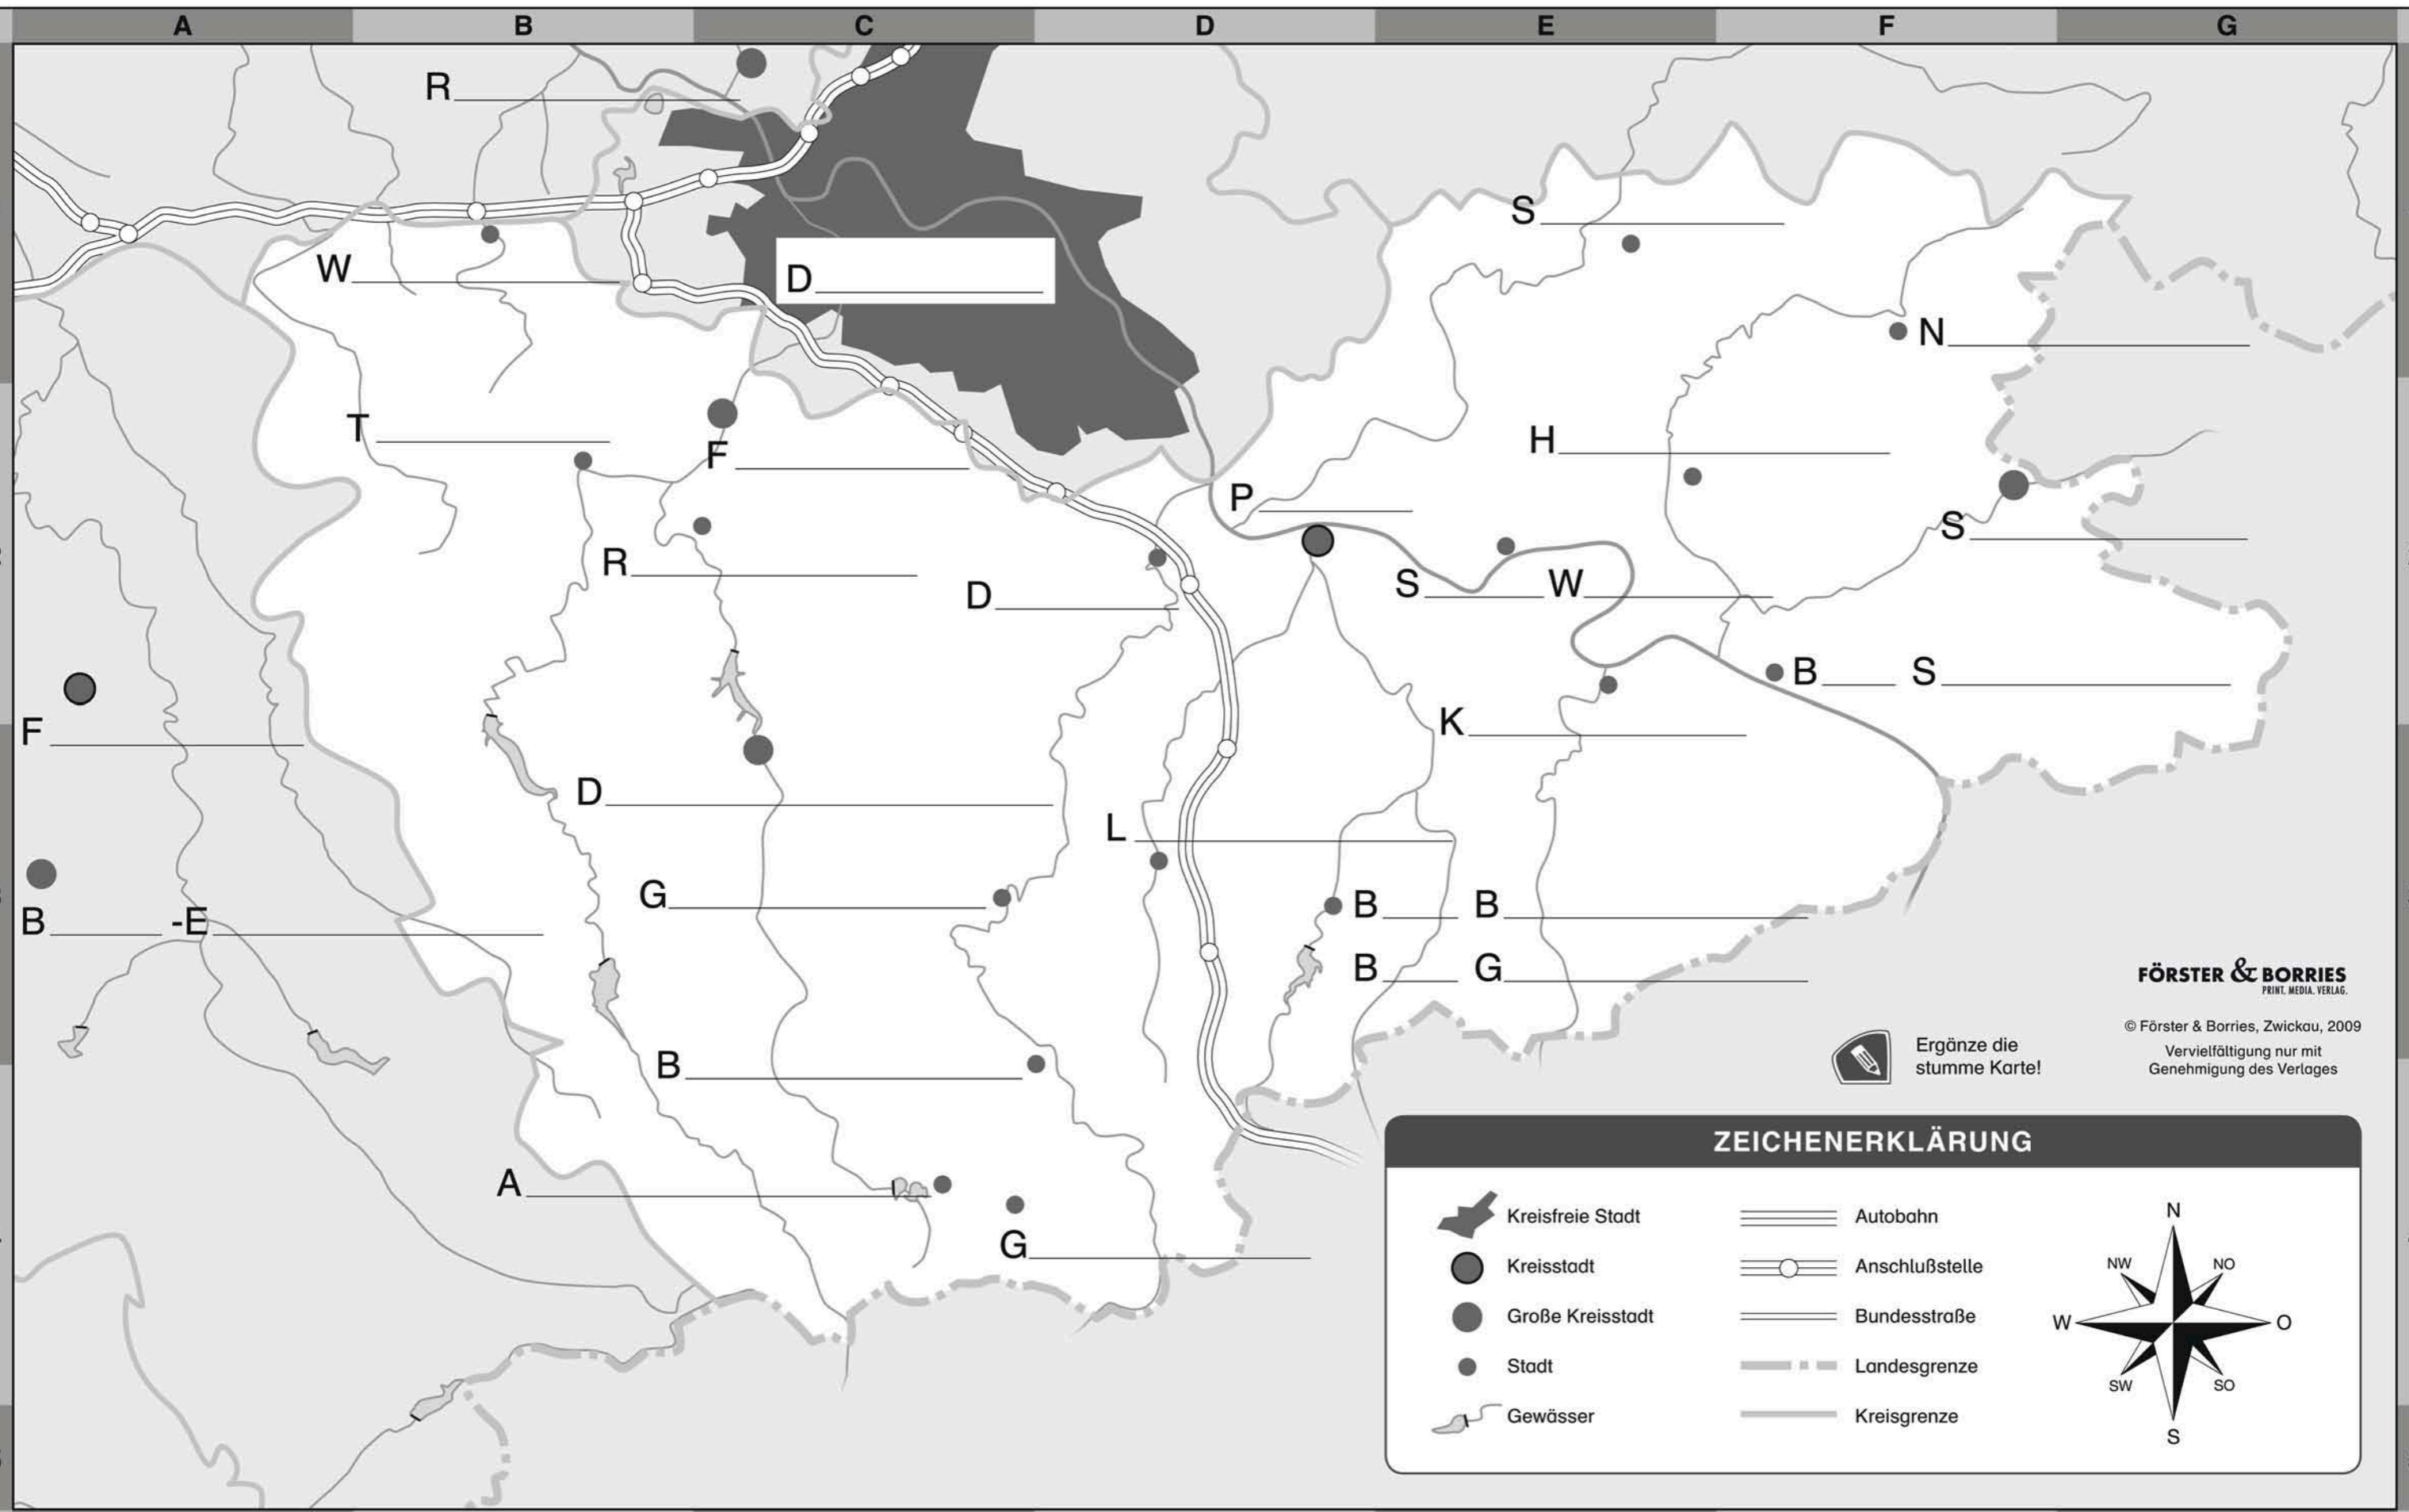 A B C D E F G
R
S
W
D
N
T
F
H
P
S
R
D
S W
B S
F
K
D
L
G
B B
B -E
B G
B
A
G
FÖRSTER & BORRIES
PRINT. MEDIA. VERLAG.
© Förster & Borries, Zwickau, 2009
Vervielfältigung nur mit
Genehmigung des Verlages
Ergänze die
stumme Karte!
ZEICHENERKLÄRUNG
Kreisfreie Stadt
Kreisstadt
Große Kreisstadt
Stadt
Gewässer
Autobahn
Anschlußstelle
Bundesstraße
Landesgrenze
Kreisgrenze
N
NW NO
W O
SW SO
S